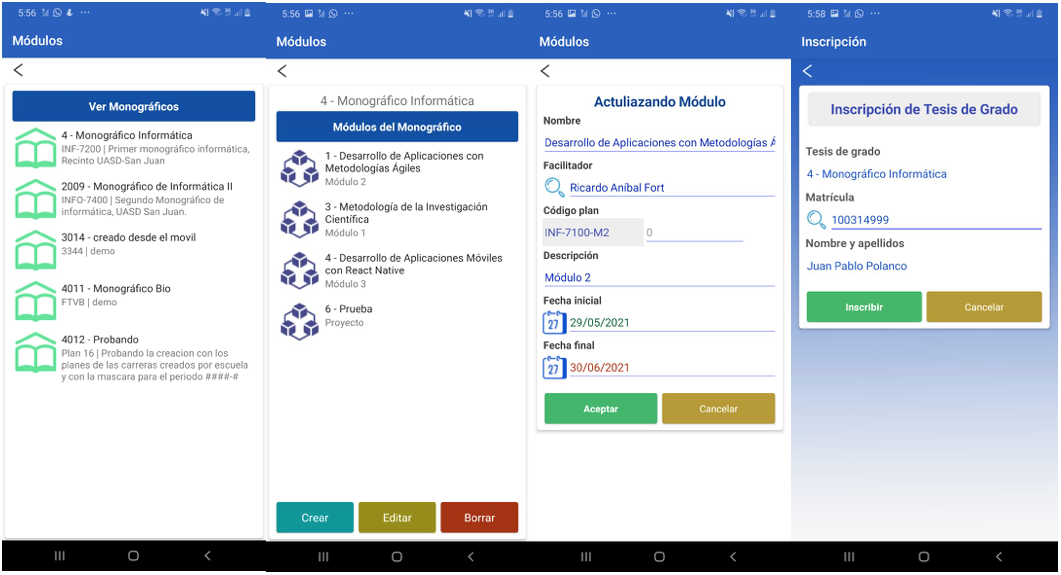 5:56
Módulos
Ver Monográficos
4 - Monográfico Informática
INF-7200 | Primer monográfico informática,
Recinto UASD-San Juan
2009 - Monográfico de Informática II
INFO-7400 | Segundo Monográfico de
informática, UASD San Juan.
3014 - creado desde el movil
3344 | demo
4011 - Monográfico Bio
FTVB | demo
4012 - Probando
Plan 16 | Probando la creacion con los
planes de las carreras creados por escuela
y con la mascara para el periodo ####-#
5:56
Módulos
4 - Monográfico Informática
Módulos del Monográfico
1 - Desarrollo de Aplicaciones con
Metodologías Ágiles
Módulo 2
3 - Metodología de la Investigación
Científica
Módulo 1
4 - Desarrollo de Aplicaciones Móviles
con React Native
Módulo 3
6 - Prueba
Proyecto
Crear Editar Borrar
5:56
Módulos
Actuliazando Módulo
Nombre
Desarrollo de Aplicaciones con Metodologías Á
Facilitador
Ricardo Aníbal Fort
Código plan
INF-7100-M2 0
Descripción
Módulo 2
Fecha inicial
27 29/05/2021
Fecha final
27 30/06/2021
Aceptar Cancelar
5:58
Inscripción
Inscripción de Tesis de Grado
Tesis de grado
4 - Monográfico Informática
Matrícula
100314999
Nombre y apellidos
Juan Pablo Polanco
Inscribir Cancelar